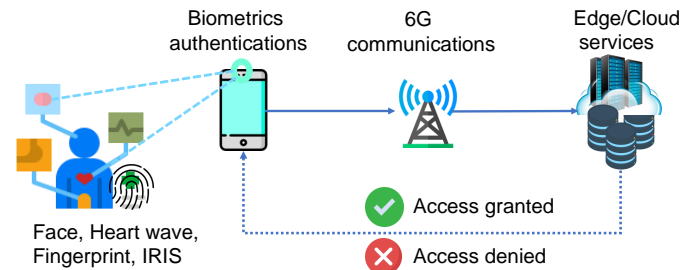 Biometrics
authentications
6G
communications
Edge/Cloud
services
Face, Heart wave,
Fingerprint, IRIS
Access granted
Access denied